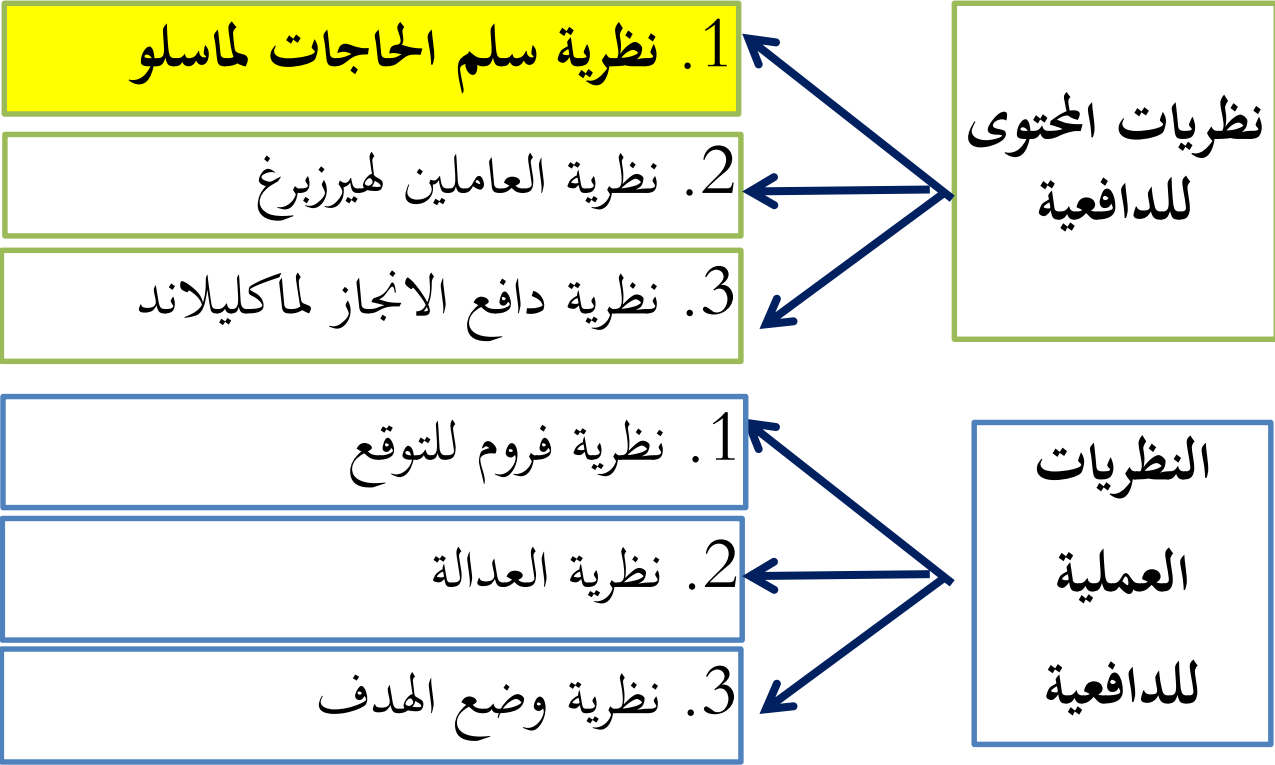 نظريات المحتوى
للدافعية
1. نظرية سلم الحاجات لماسلو
2. نظرية العاملين لهيرزبرغ
3. نظرية دافع الانجاز لماكليلاند
النظريات
العملية
للدافعية
1. نظرية فروم للتوقع
2. نظرية العدالة
3. نظرية وضع الهدف